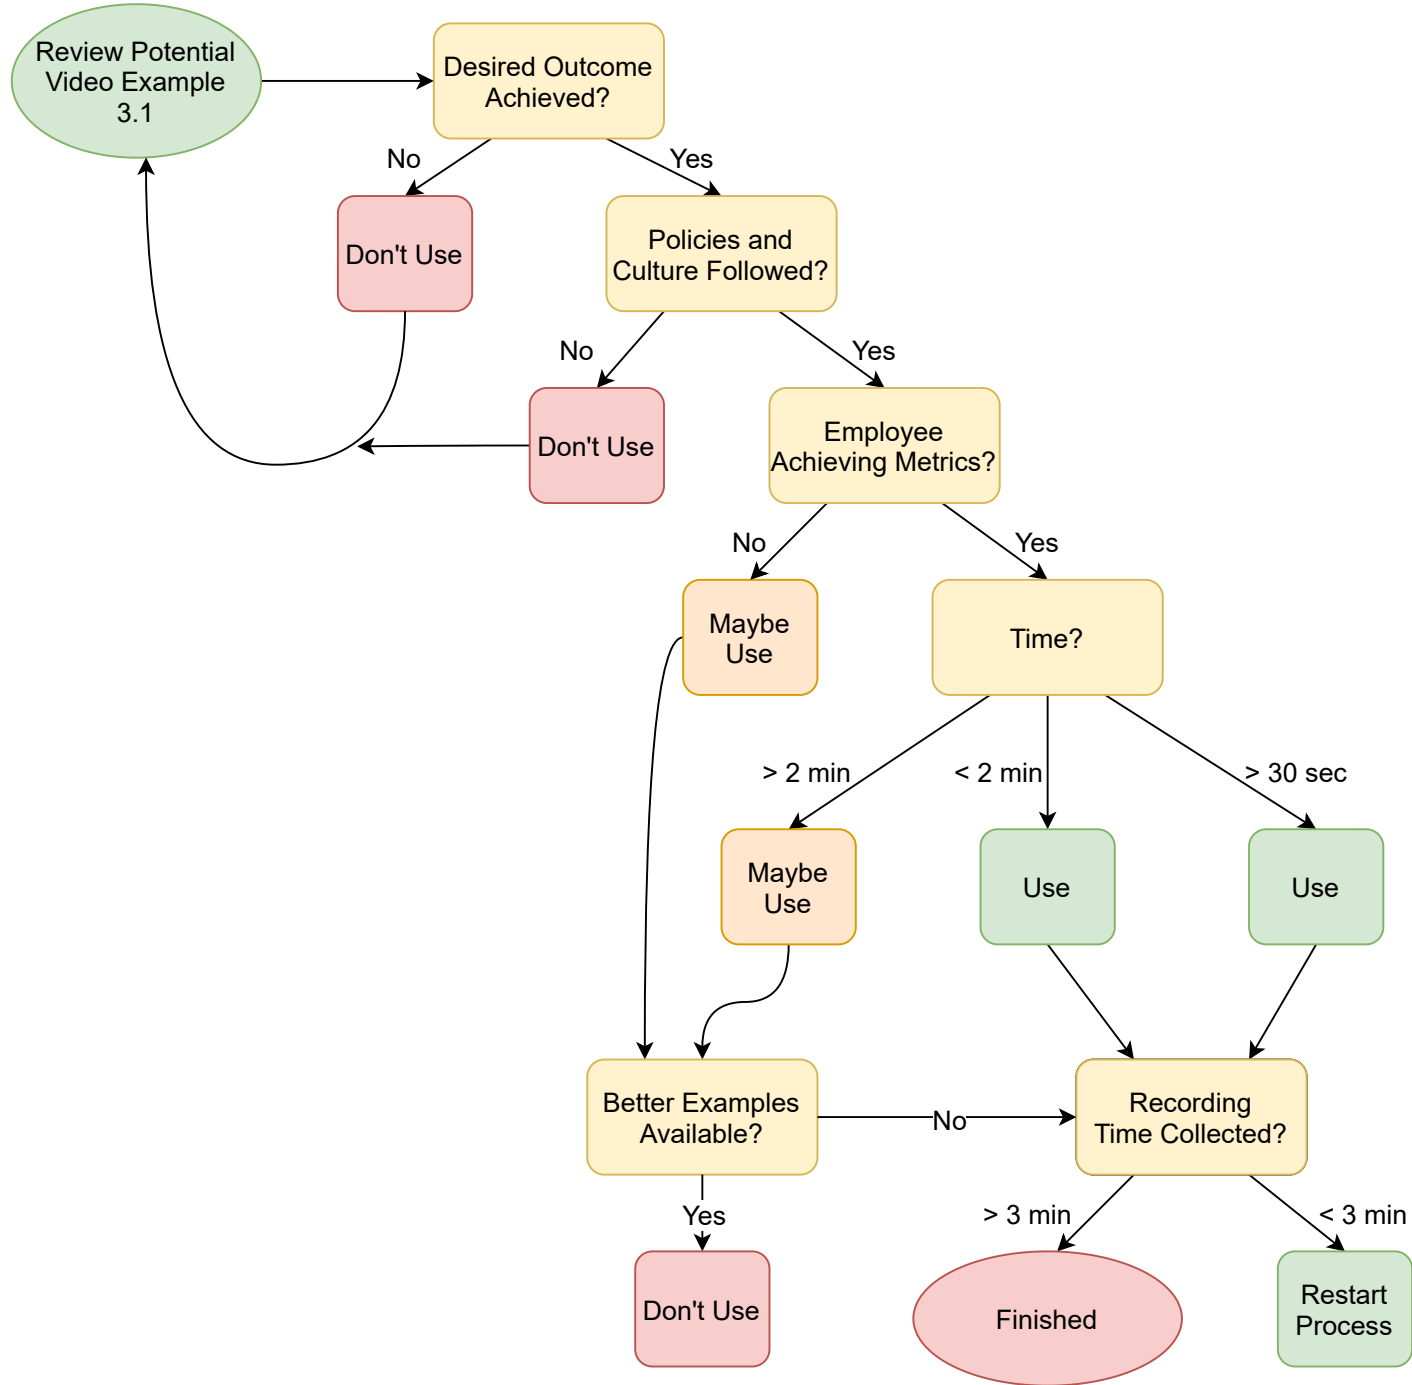 Review Potential
Video Example
3.1
Desired Outcome
Achieved?
No
Yes
Don't Use
Policies and
Culture Followed?
No
Yes
Don't Use
Employee
Achieving Metrics?
No
Yes
Maybe
Use
Time?
> 2 min
< 2 min
> 30 sec
Maybe
Use
Use
Use
Better Examples
Available?
No
Recording
Time Collected?
Yes
> 3 min
< 3 min
Don't Use
Finished
Restart
Process